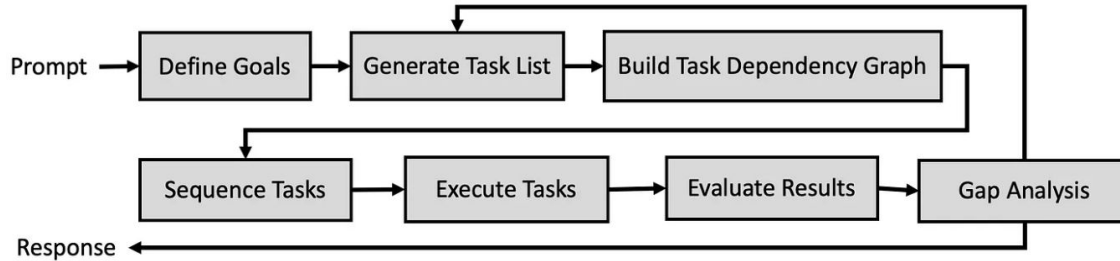 Prompt
Define Goals
Generate Task List
Build Task Dependency Graph
Sequence Tasks
Execute Tasks
Evaluate Results
Gap Analysis
Response